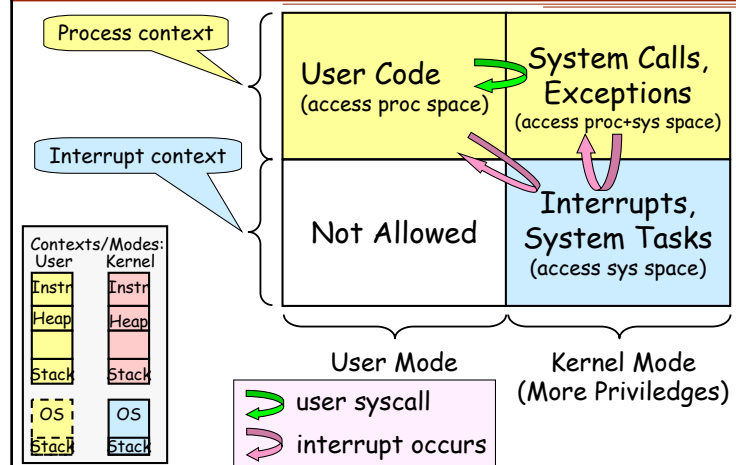 Process context
User Code
(access proc space)
System Calls,
Exceptions
(access proc+sys space)
Interrupt context
Not Allowed
Interrupts,
System Tasks
(access sys space)
Contexts/Modes:
User Kernel
Instr Instr
Heap Heap
Stack Stack
OS OS
Stack Stack
User Mode
Kernel Mode
(More Priviledges)
user syscall
interrupt occurs